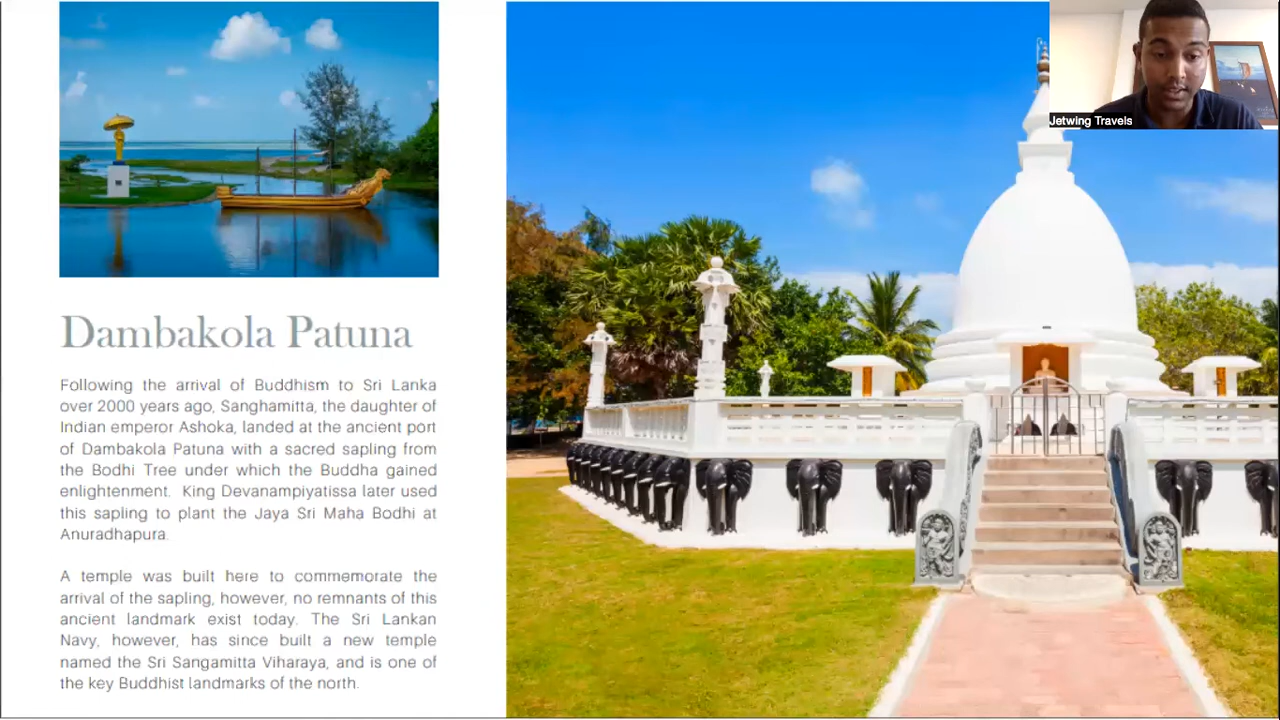 Jetwing Travels
Dambakola Patuna
Following the arrival of Buddhism to Sri Lanka
over 2000 years ago, Sanghamitta, the daughter of
Indian emperor Ashoka, landed at the ancient port
of Dambakola Patuna with a sacred sapling from
the Bodhi Tree under which the Buddha gained
enlightenment. King Devanampiyatissa later used
this sapling to plant the Jaya Sri Maha Bodhi at
Anuradhapura.
A temple was built here to commemorate the
arrival of the sapling, however, no remnants of this
ancient landmark exist today. The Sri Lankan
Navy, however, has since built a new temple
named the Sri Sangamitta Viharaya, and is one of
the key Buddhist landmarks of the north.